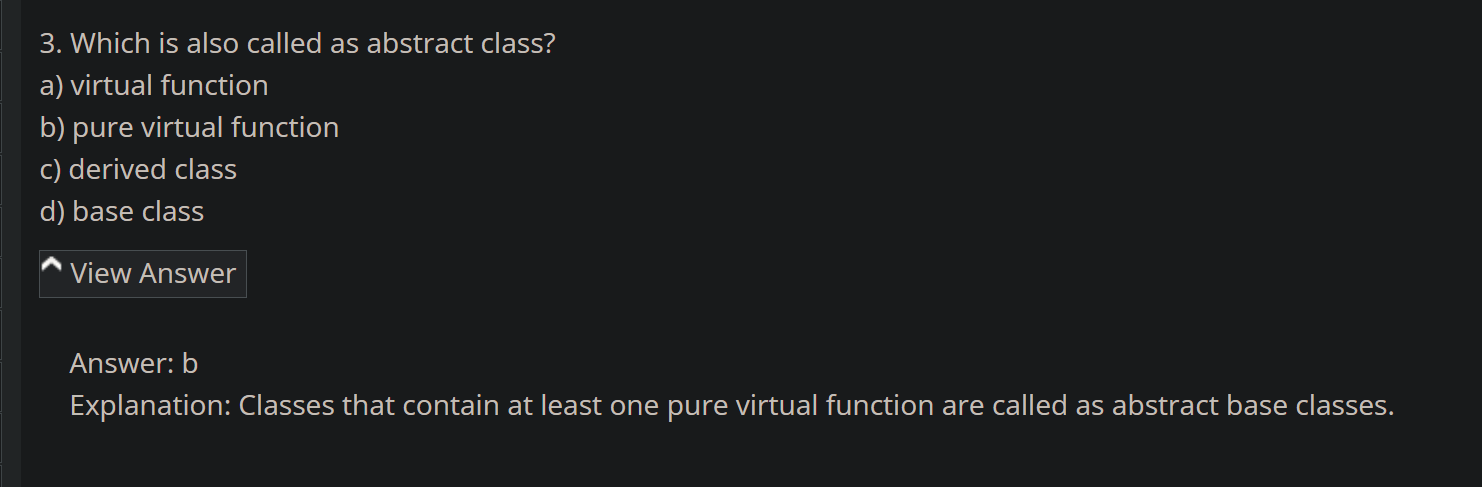 3. Which is also called as abstract class?
a) virtual function
b) pure virtual function
c) derived class
d) base class
View Answer
Answer: b
Explanation: Classes that contain at least one pure virtual function are called as abstract base classes.